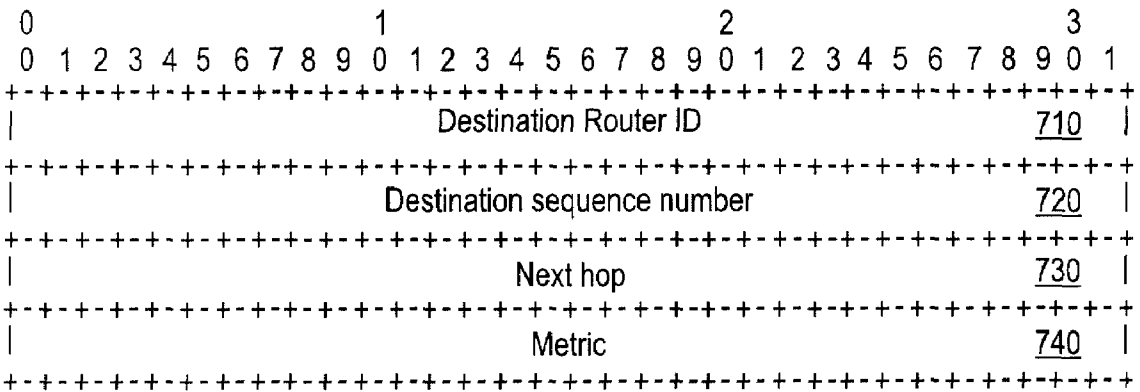 0 1 2 3
0 1 2 3 4 5 6 7 8 9 0 1 2 3 4 5 6 7 8 9 0 1 2 3 4 5 6 7 8 9 0 1
+-+-+-+-+-+-+-+-+-+-+-+-+-+-+-+-+-+-+-+-+-+-+-+-+-+-+-+-+-+-+-+-+
| Destination Router ID 710 |
+-+-+-+-+-+-+-+-+-+-+-+-+-+-+-+-+-+-+-+-+-+-+-+-+-+-+-+-+-+-+-+-+
| Destination sequence number 720 |
+-+-+-+-+-+-+-+-+-+-+-+-+-+-+-+-+-+-+-+-+-+-+-+-+-+-+-+-+-+-+-+-+
| Next hop 730 |
+-+-+-+-+-+-+-+-+-+-+-+-+-+-+-+-+-+-+-+-+-+-+-+-+-+-+-+-+-+-+-+-+
| Metric 740 |
+-+-+-+-+-+-+-+-+-+-+-+-+-+-+-+-+-+-+-+-+-+-+-+-+-+-+-+-+-+-+-+-+